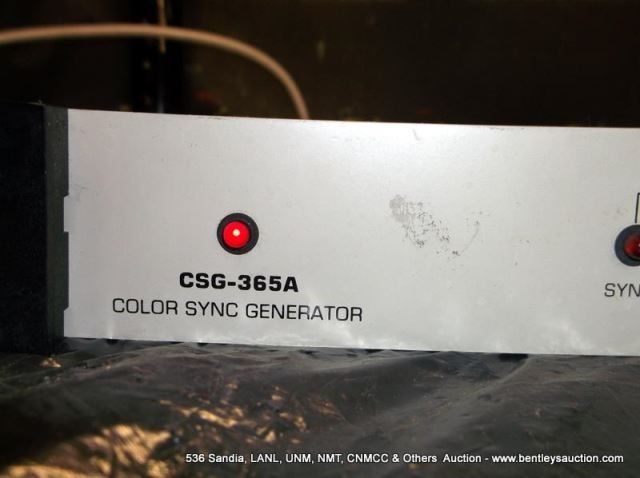 CSG-365A
COLOR SYNC GENERATOR
SYN
536 Sandia, LANL, UNM, NMT, CNMCC & Others Auction - www.bentleysauction.com